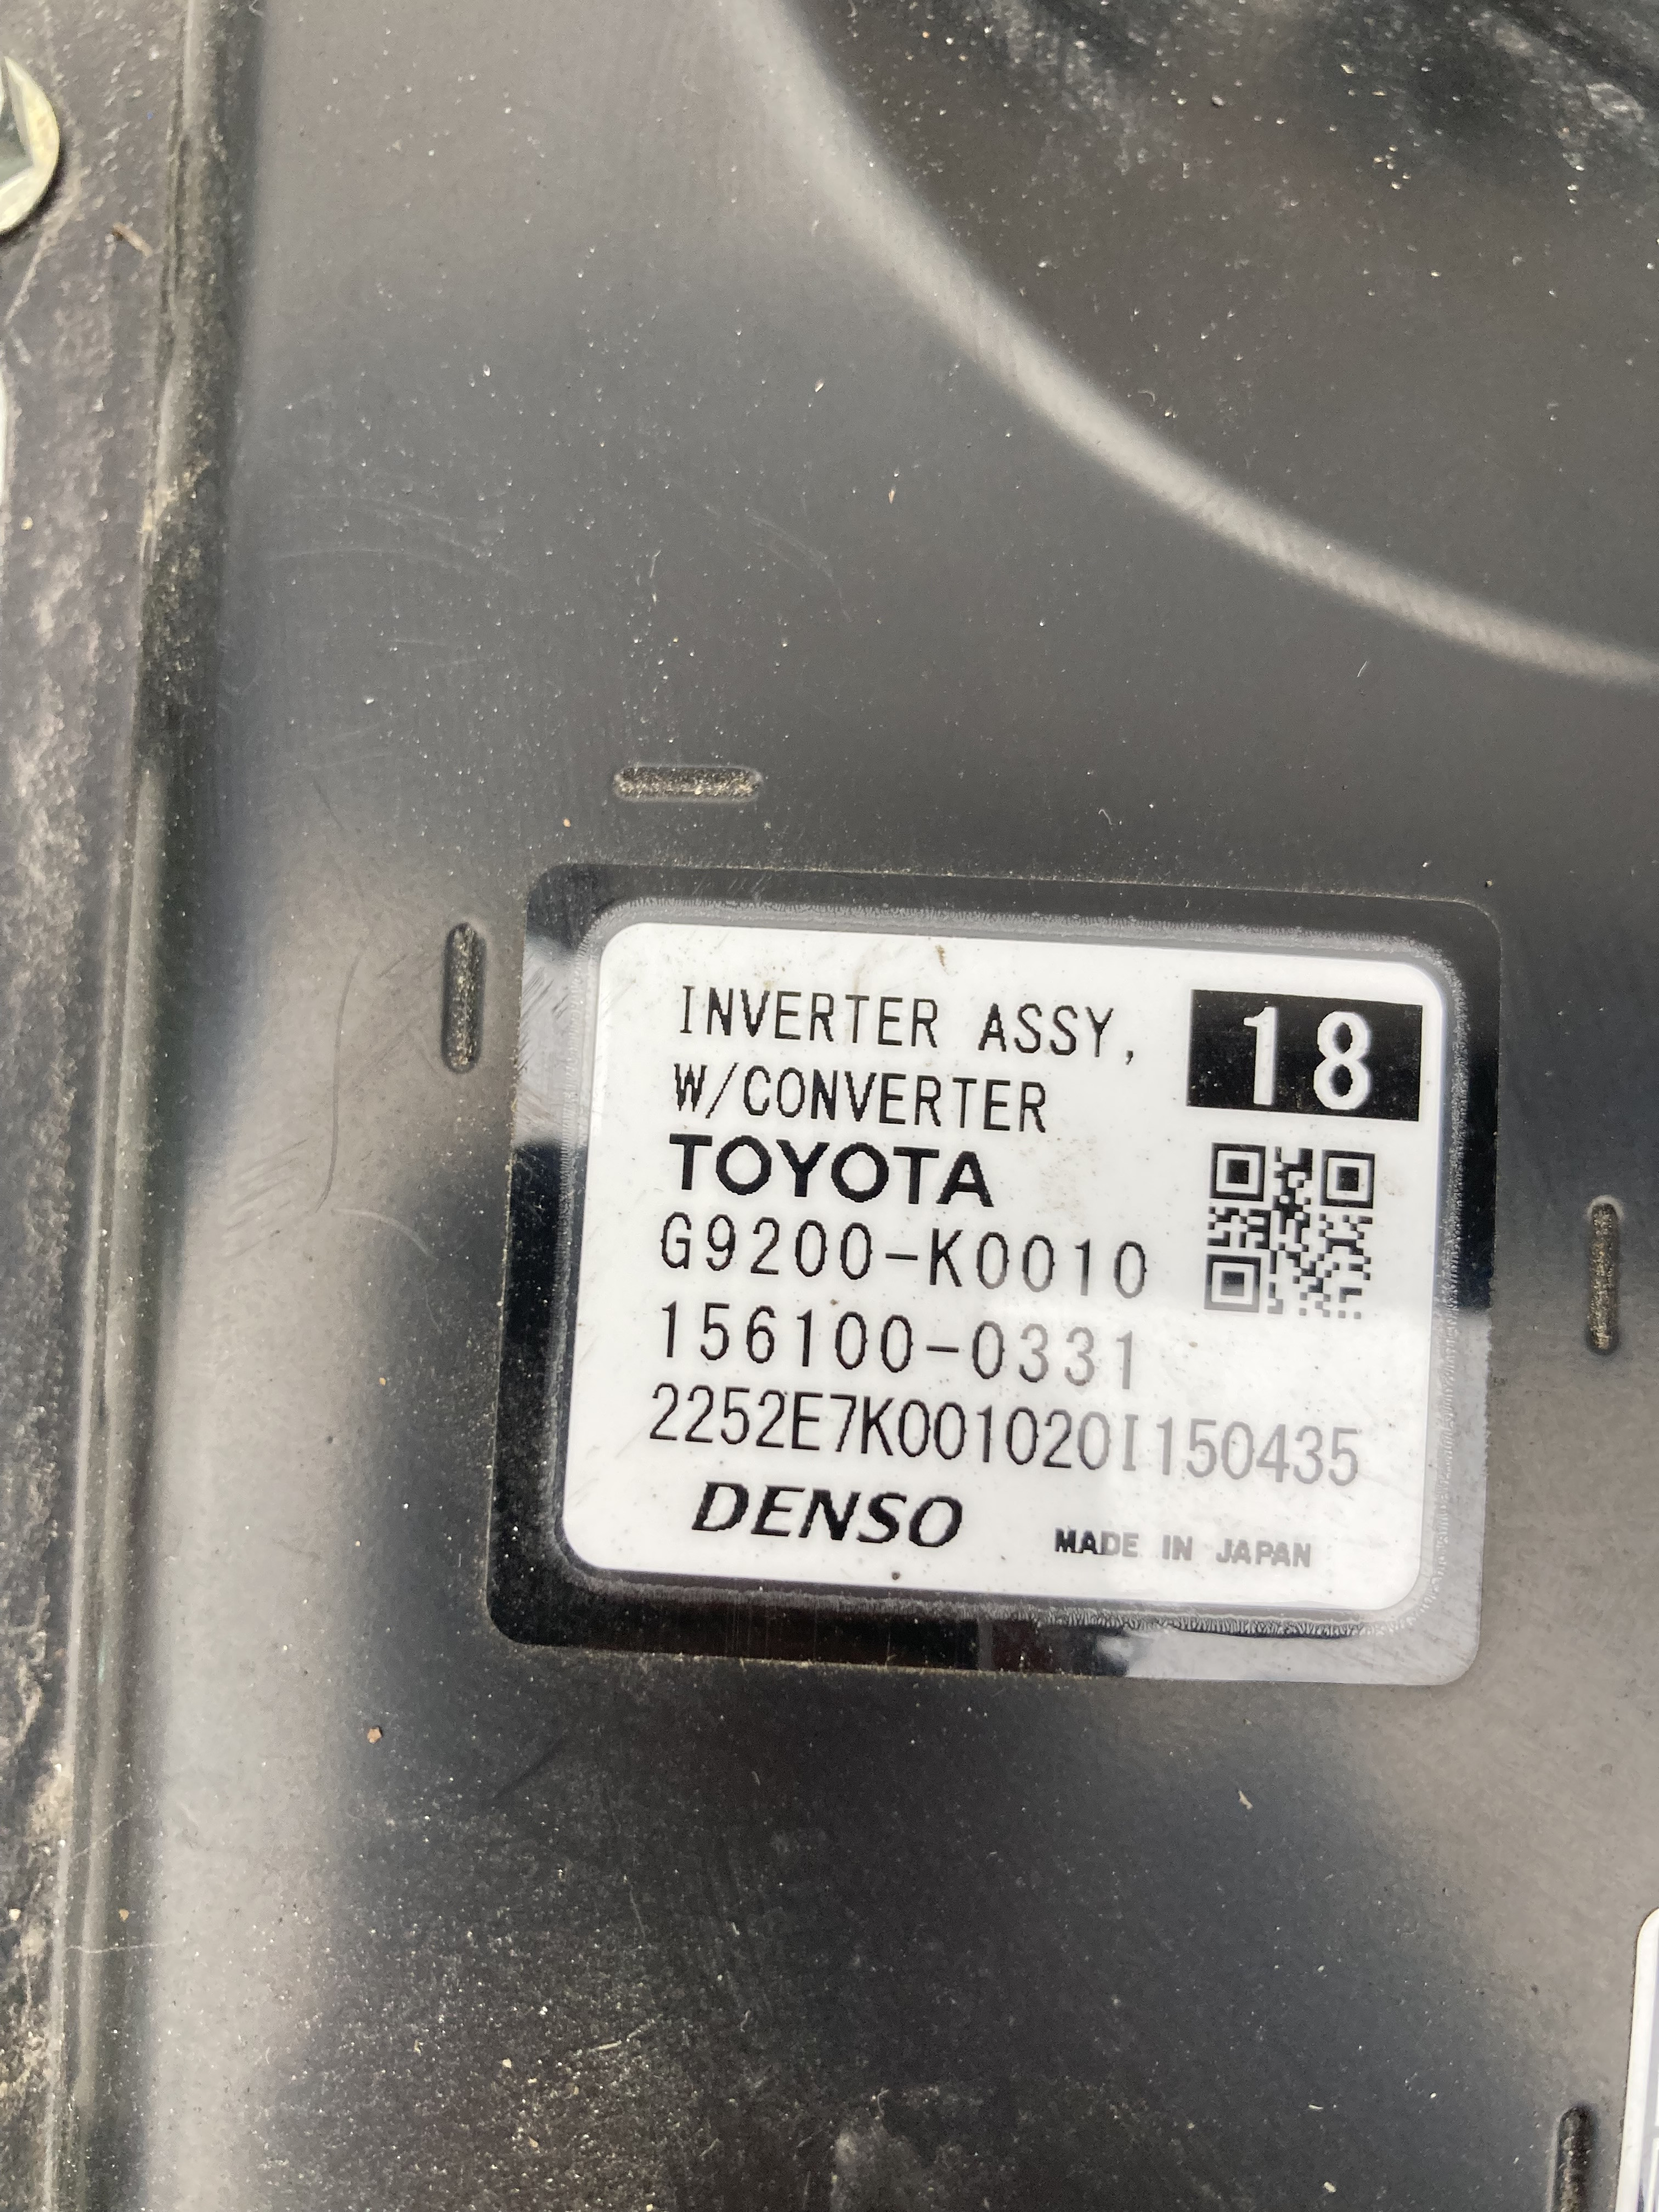 INVERTER ASSY,
18
W/CONVERTER
TOYOTA
G9200-K0010
156100-0331
2252E7K001020I150435
DENSO
MADE IN JAPAN